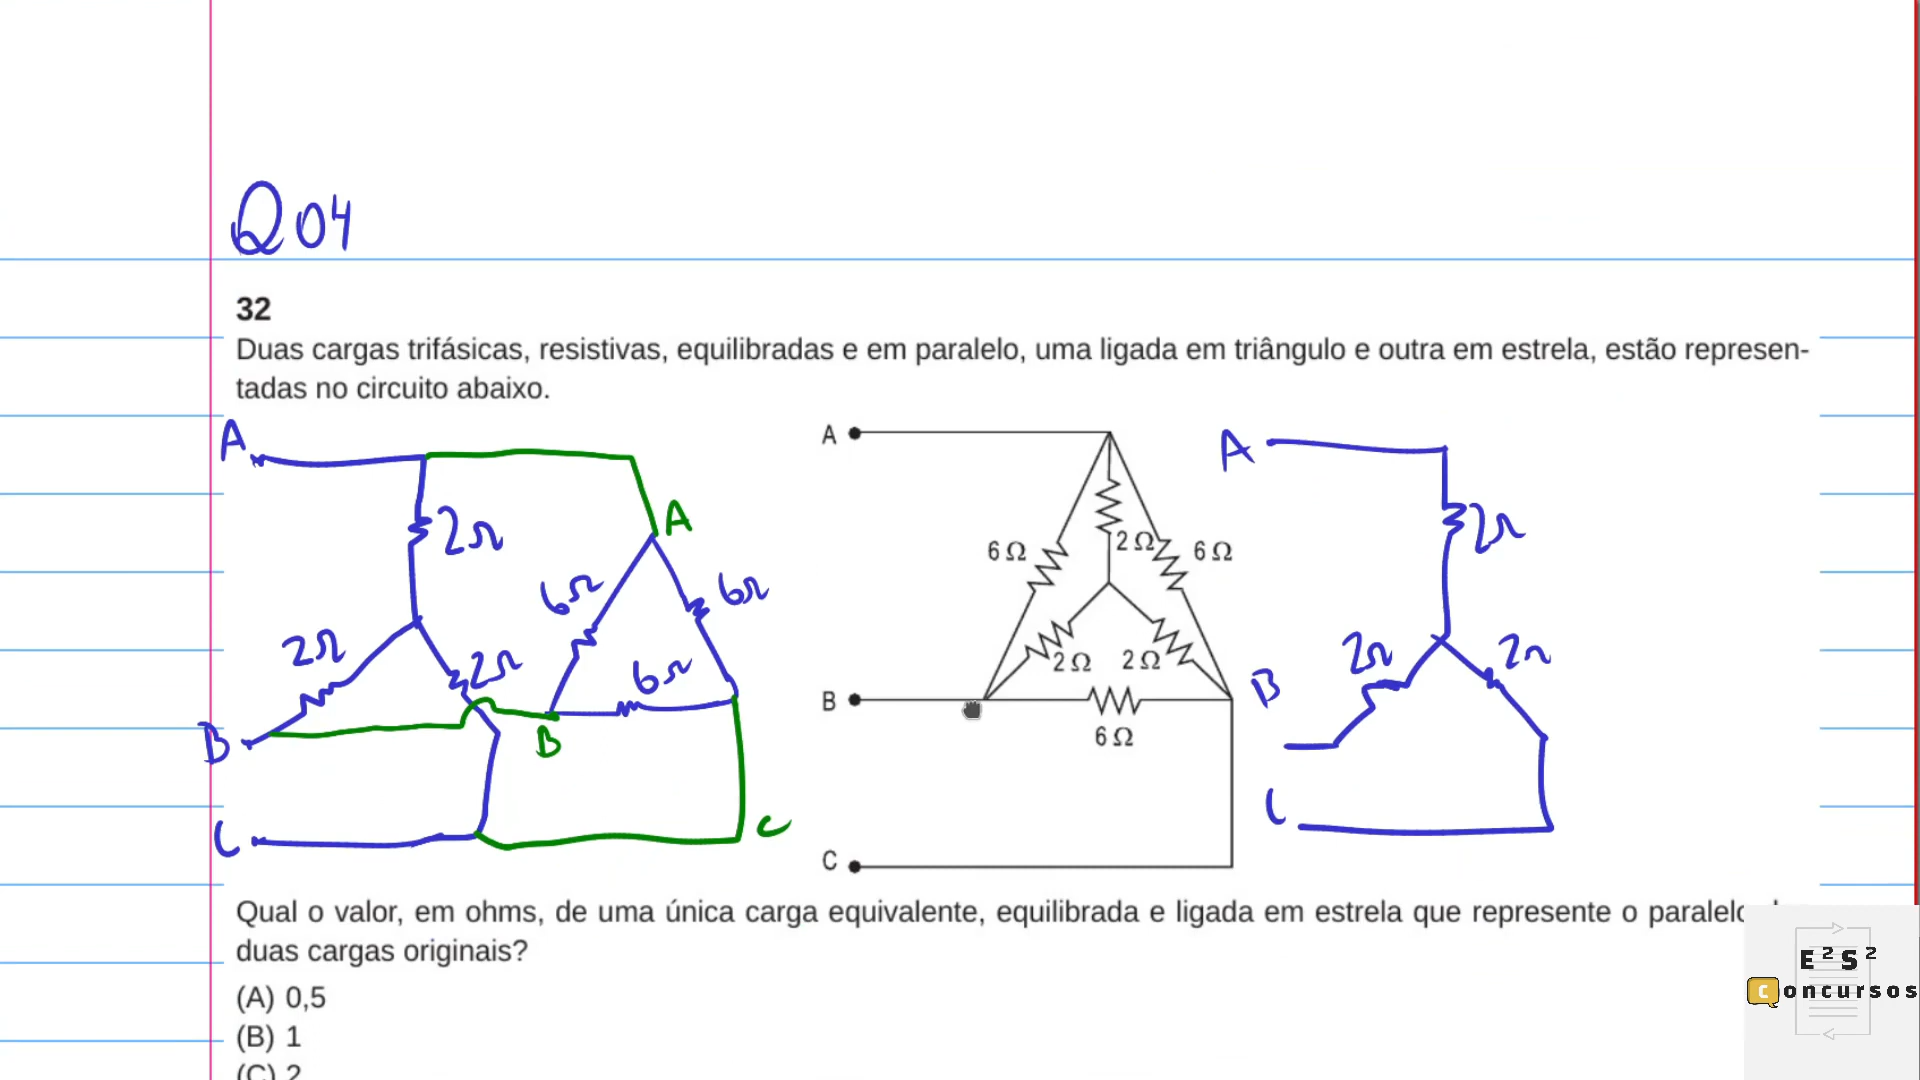 Q04
32
Duas cargas trifásicas, resistivas, equilibradas e em paralelo, uma ligada em triângulo e outra em estrela, estão represen-
tadas no circuito abaixo.
A
2Ω
A
6Ω
6Ω
2Ω
2Ω
6Ω
B
B
C
C
A
6 Ω
2 Ω
6 Ω
2 Ω
2 Ω
B
6 Ω
C
A
2Ω
2Ω
2Ω
B
C
Qual o valor, em ohms, de uma única carga equivalente, equilibrada e ligada em estrela que represente o paralelo
duas cargas originais?
(A) 0,5
(B) 1
(C) 2
E²S²
Concursos